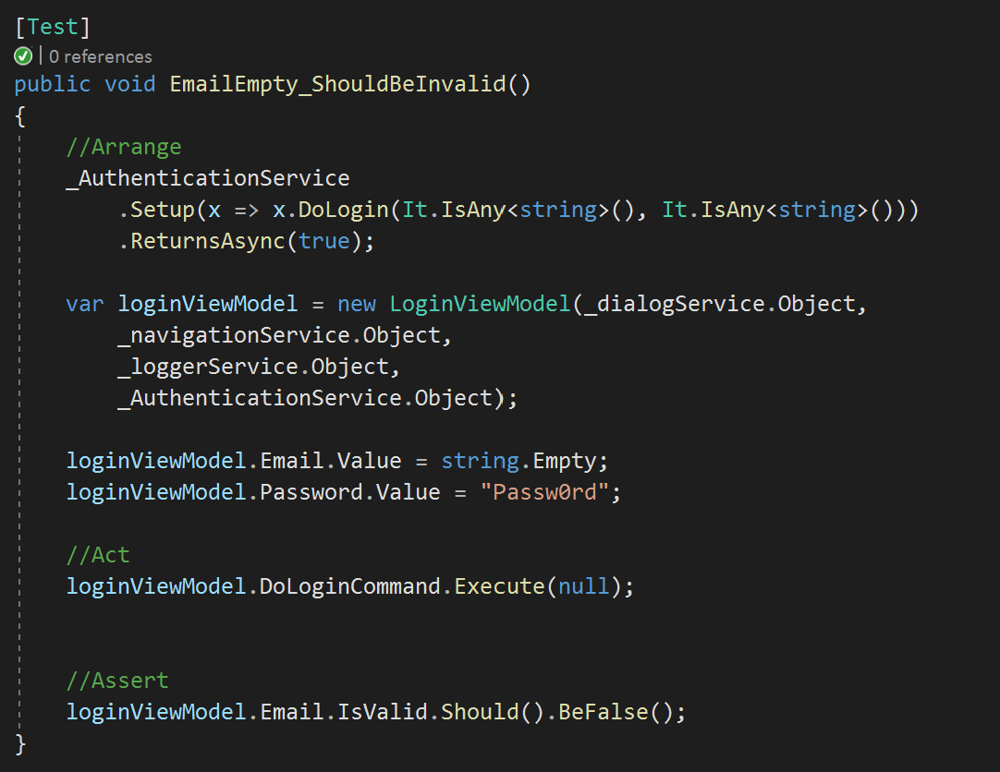 [Test]
| 0 references
public void EmailEmpty_ShouldBeInvalid()
{
    //Arrange
    _AuthenticationService
        .Setup(x => x.DoLogin(It.IsAny<string>(), It.IsAny<string>()))
        .ReturnsAsync(true);

    var loginViewModel = new LoginViewModel(_dialogService.Object,
        _navigationService.Object,
        _loggerService.Object,
        _AuthenticationService.Object);

    loginViewModel.Email.Value = string.Empty;
    loginViewModel.Password.Value = "Passw0rd";

    //Act
    loginViewModel.DoLoginCommand.Execute(null);


    //Assert
    loginViewModel.Email.IsValid.Should().BeFalse();
}